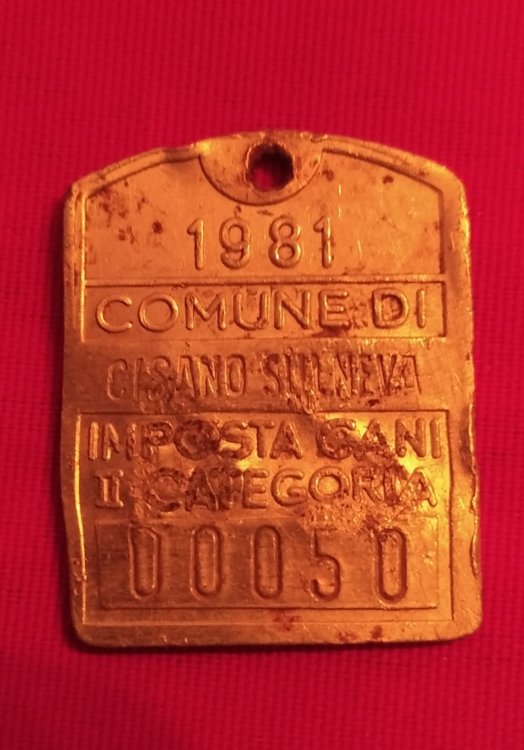 1981
COMUNE DI
CISANO SUL NEVA
IMPOSTA CANI
II CATEGORIA
00050